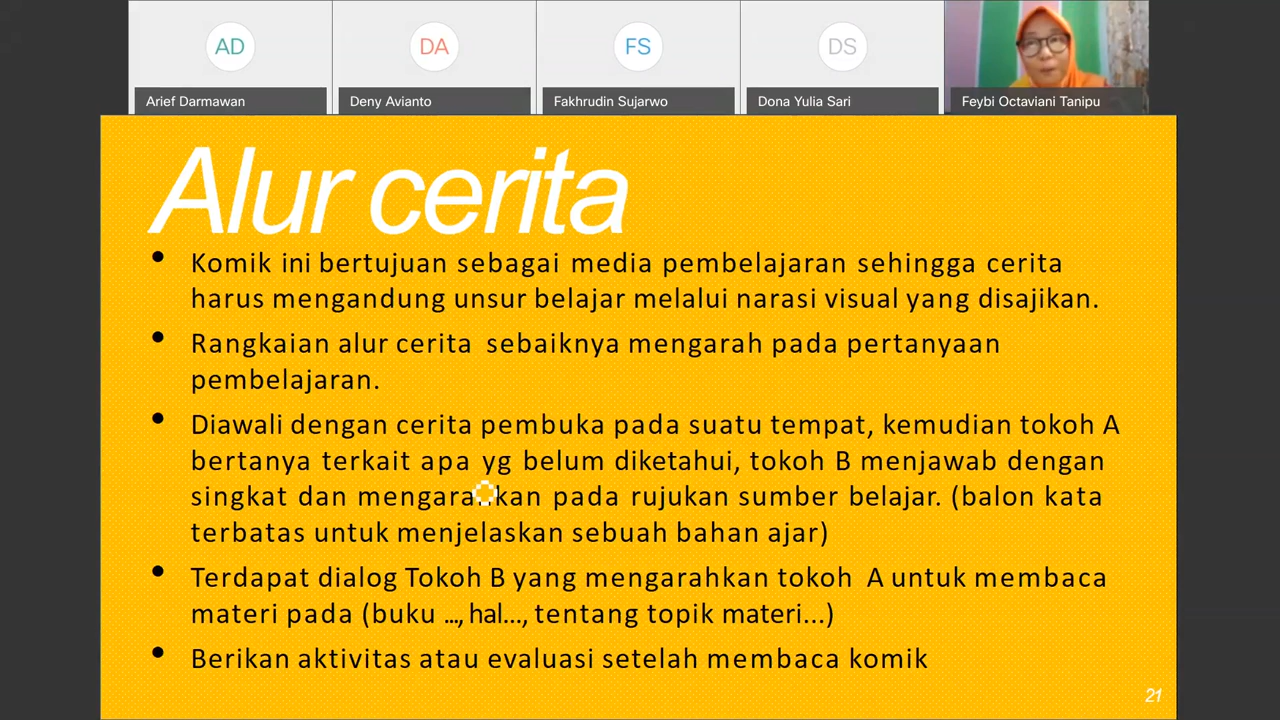 AD
DA
FS
DS
Arief Darmawan
Deny Avianto
Fakhrudin Sujarwo
Dona Yulia Sari
Feybi Octaviani Tanipu
Alur cerita
• Komik ini bertujuan sebagai media pembelajaran sehingga cerita
harus mengandung unsur belajar melalui narasi visual yang disajikan.
• Rangkaian alur cerita sebaiknya mengarah pada pertanyaan
pembelajaran.
• Diawali dengan cerita pembuka pada suatu tempat, kemudian tokoh A
bertanya terkait apa yg belum diketahui, tokoh B menjawab dengan
singkat dan mengarahkan pada rujukan sumber belajar. (balon kata
terbatas untuk menjelaskan sebuah bahan ajar)
• Terdapat dialog Tokoh B yang mengarahkan tokoh A untuk membaca
materi pada (buku ..., hal..., tentang topik materi...)
• Berikan aktivitas atau evaluasi setelah membaca komik
21